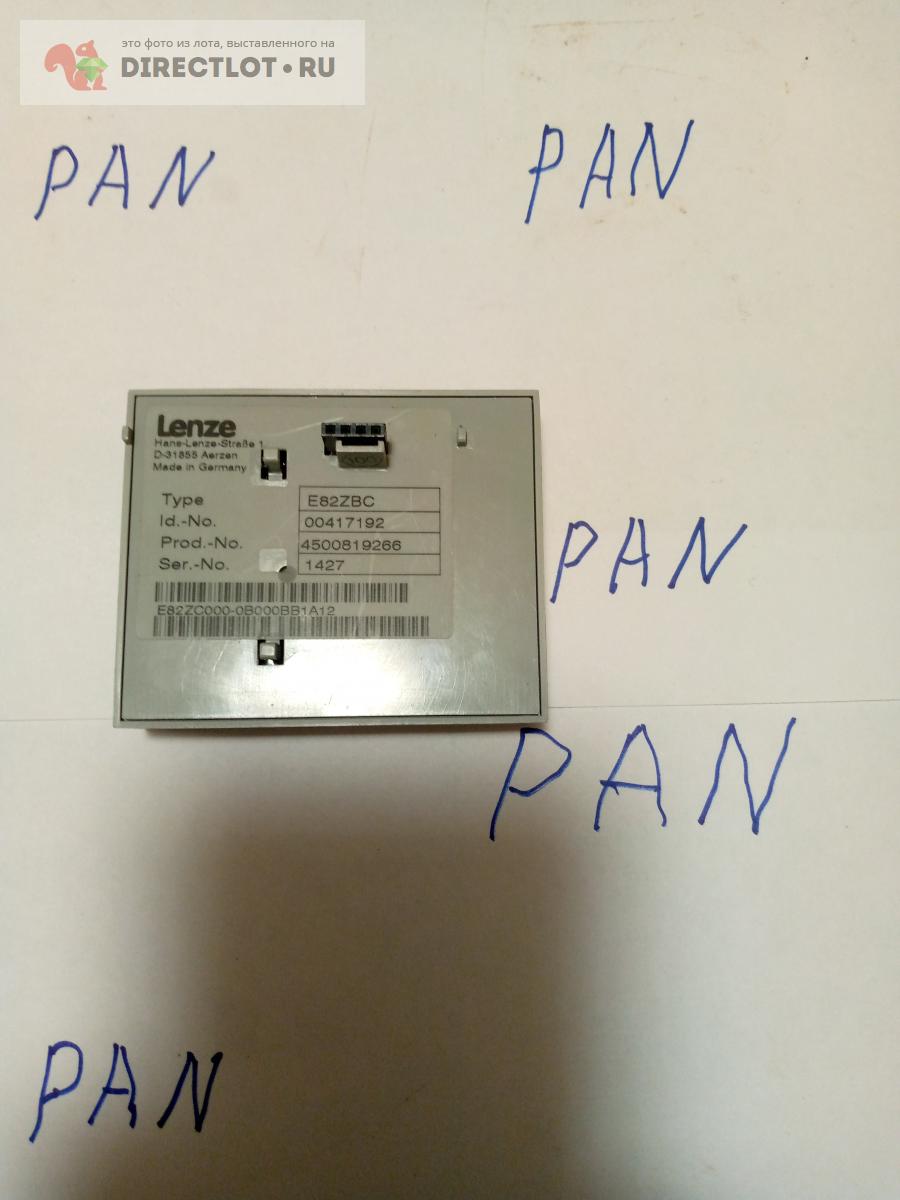 это фото из лота, выставленного на
DIRECTLOT.RU
PAN
PAN
Lenze
Hans-Lenze-Straße 1
D-31855 Aerzen
Made in Germany
Type E82ZBC
Id.-No. 00417192
Prod.-No. 4500819266
Ser.-No. 1427
E82ZC000-0B000BB1A12
PAN
PAN
PAN